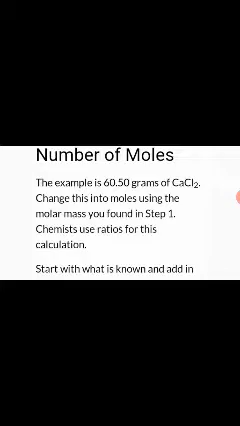 Number of Moles
The example is 60.50 grams of CaCl₂.
Change this into moles using the
molar mass you found in Step 1.
Chemists use ratios for this
calculation.
Start with what is known and add in